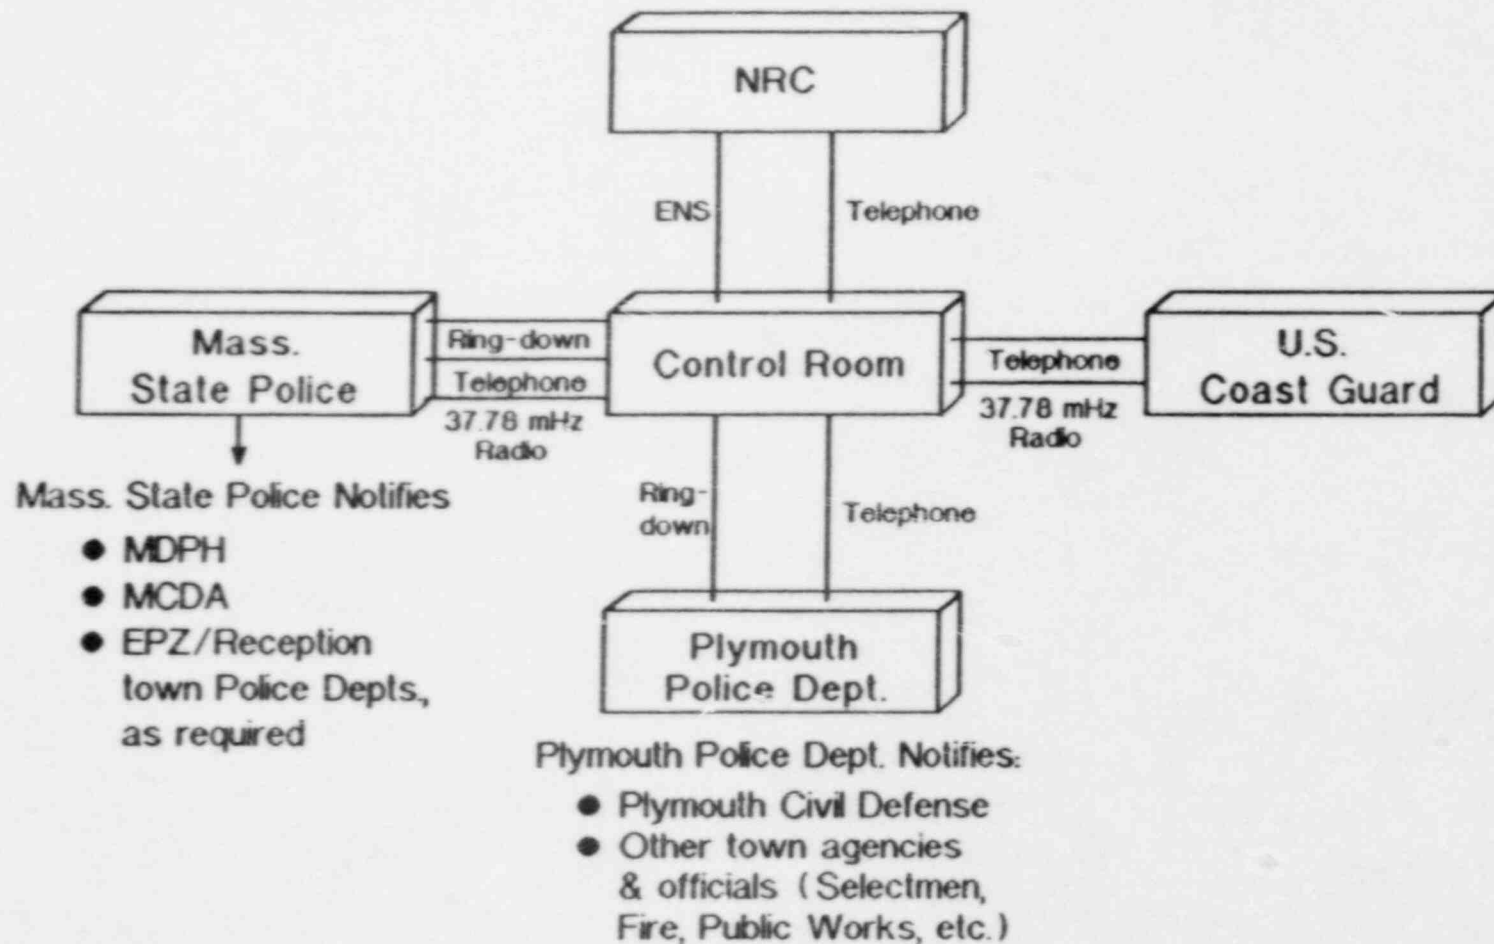 NRC
ENS
Telephone
Mass.
State Police
Ring-down
Telephone
37.78 mHz
Radio
Control Room
Telephone
37.78 mHz
Radio
U.S.
Coast Guard
Mass. State Police Notifies
● MDPH
● MCDA
● EPZ/Reception
town Police Depts.,
as required
Ring-
down
Telephone
Plymouth
Police Dept.
Plymouth Police Dept. Notifies:
● Plymouth Civil Defense
● Other town agencies
& officials (Selectmen,
Fire, Public Works, etc.)